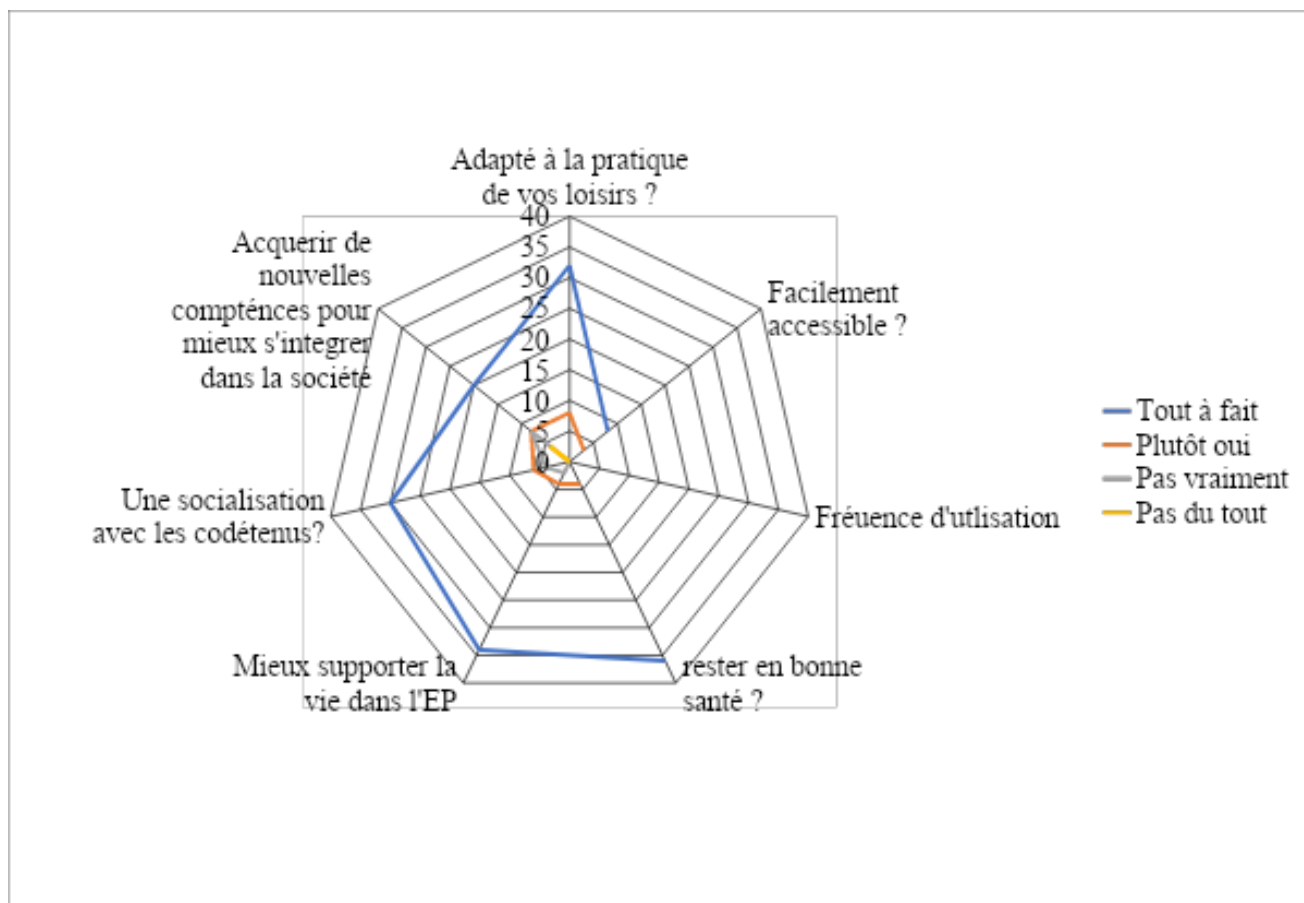 Adapté à la pratique
de vos loisirs ?
40
35
30
25
20
15
10
5
0
Facilement
accessible ?
Fréuence d'utlisation
rester en bonne
santé ?
Mieux supporter la
vie dans l'EP
Une socialisation
avec les codétenus?
Acquerir de
nouvelles
compténces pour
mieux s'integrer
dans la société
Tout à fait
Plutôt oui
Pas vraiment
Pas du tout